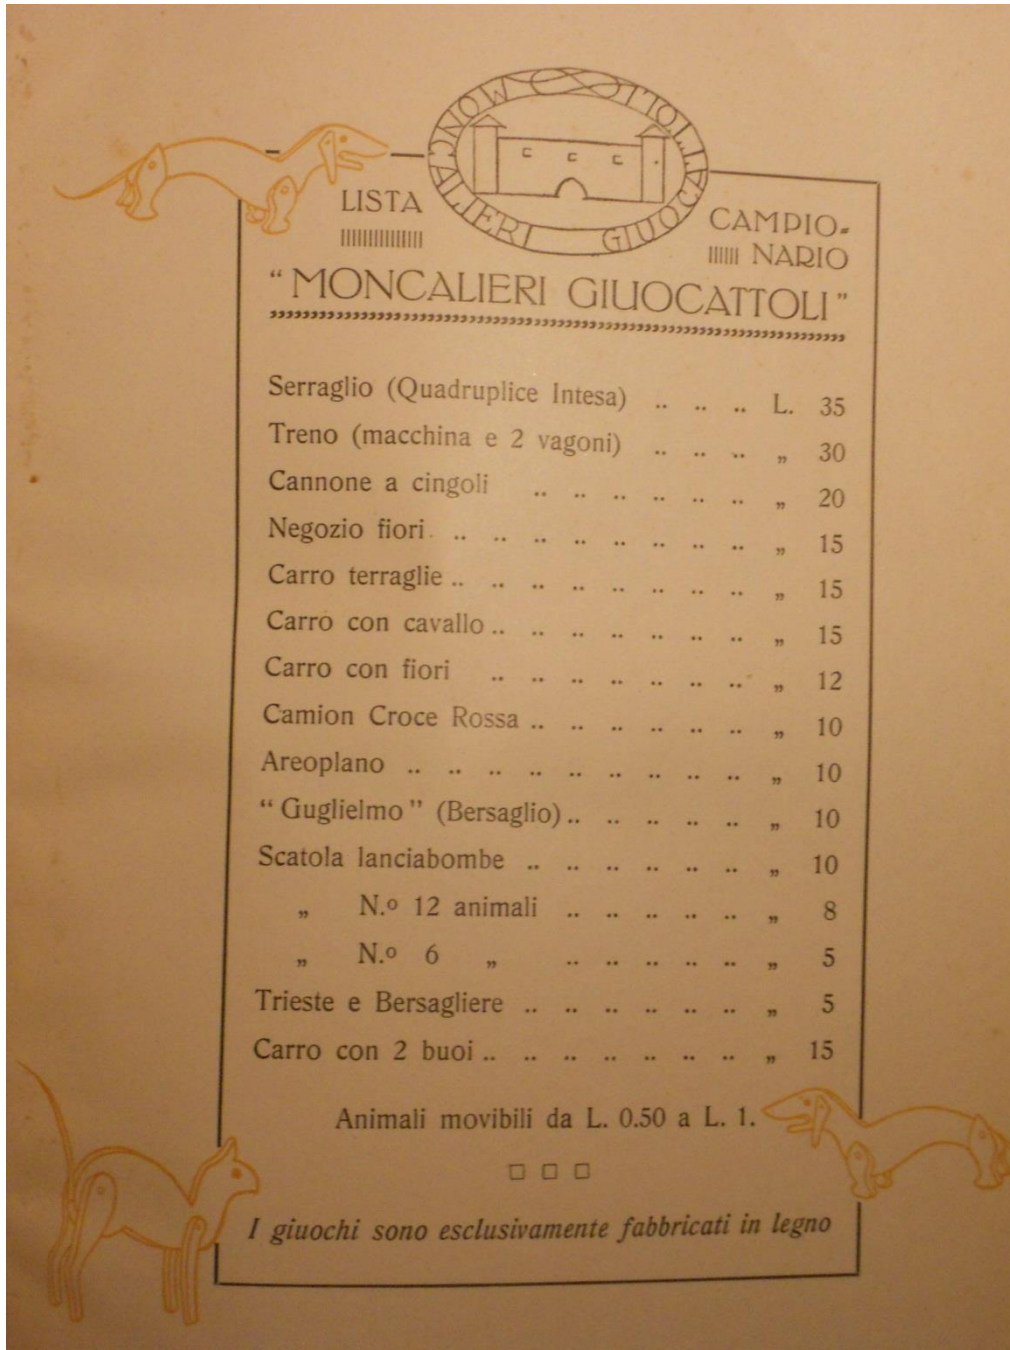 MONCALIERI GIUOCATTOLI
LISTA
CAMPIO-
NARIO
"MONCALIERI GIUOCATTOLI"
Serraglio (Quadruplice Intesa) .. .. .. L. 35
Treno (macchina e 2 vagoni) .. .. .. „ 30
Cannone a cingoli .. .. .. .. .. .. „ 20
Negozio fiori .. .. .. .. .. .. .. .. „ 15
Carro terraglie .. .. .. .. .. .. .. .. „ 15
Carro con cavallo .. .. .. .. .. .. .. „ 15
Carro con fiori .. .. .. .. .. .. .. „ 12
Camion Croce Rossa .. .. .. .. .. .. „ 10
Areoplano .. .. .. .. .. .. .. .. .. „ 10
"Guglielmo" (Bersaglio) .. .. .. .. .. „ 10
Scatola lanciabombe .. .. .. .. .. .. „ 10
„ N.º 12 animali .. .. .. .. .. „ 8
„ N.º 6 „ .. .. .. .. .. „ 5
Trieste e Bersagliere .. .. .. .. .. .. „ 5
Carro con 2 buoi .. .. .. .. .. .. .. „ 15
Animali movibili da L. 0.50 a L. 1.
I giuochi sono esclusivamente fabbricati in legno